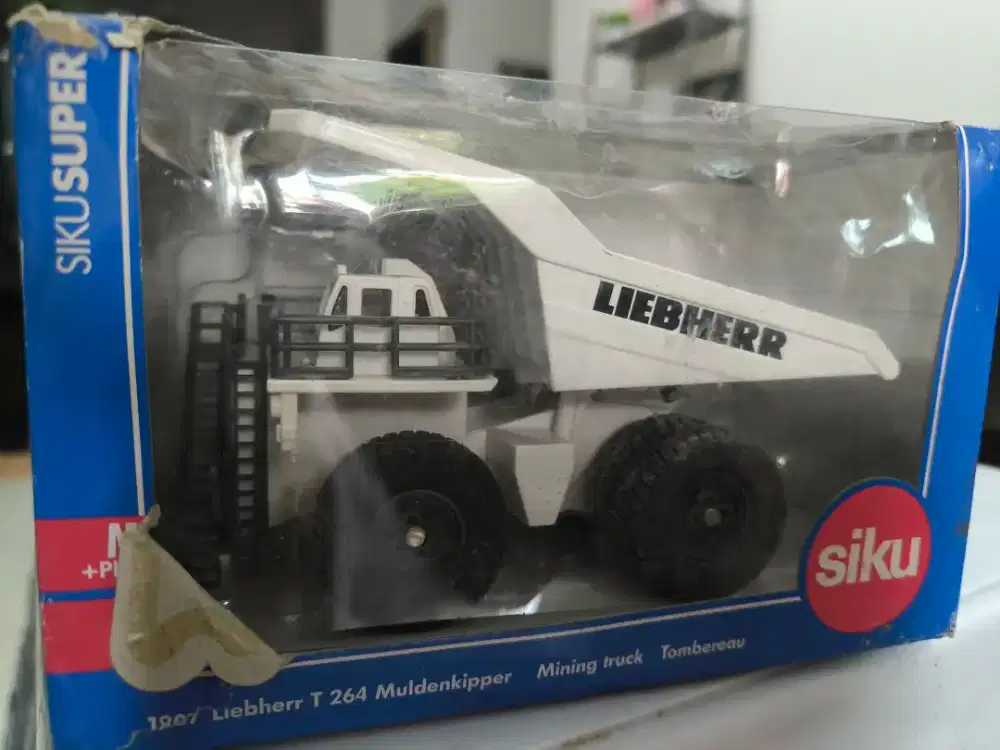 SIKUSUPER
LIEBHERR
siku
Liebherr T 264 Muldenkipper Mining truck Tombereau